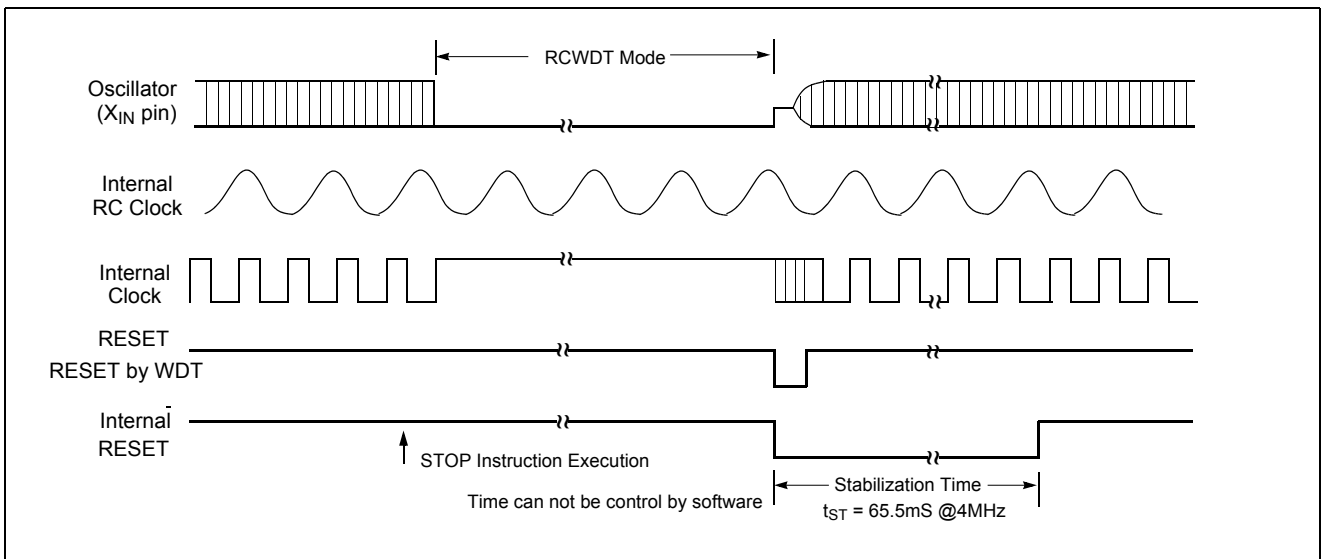 RCWDT Mode
Oscillator
(XIN pin)
Internal
RC Clock
Internal
Clock
RESET
RESET by WDT
Internal
RESET
STOP Instruction Execution
Time can not be control by software
Stabilization Time
tST = 65.5mS @4MHz